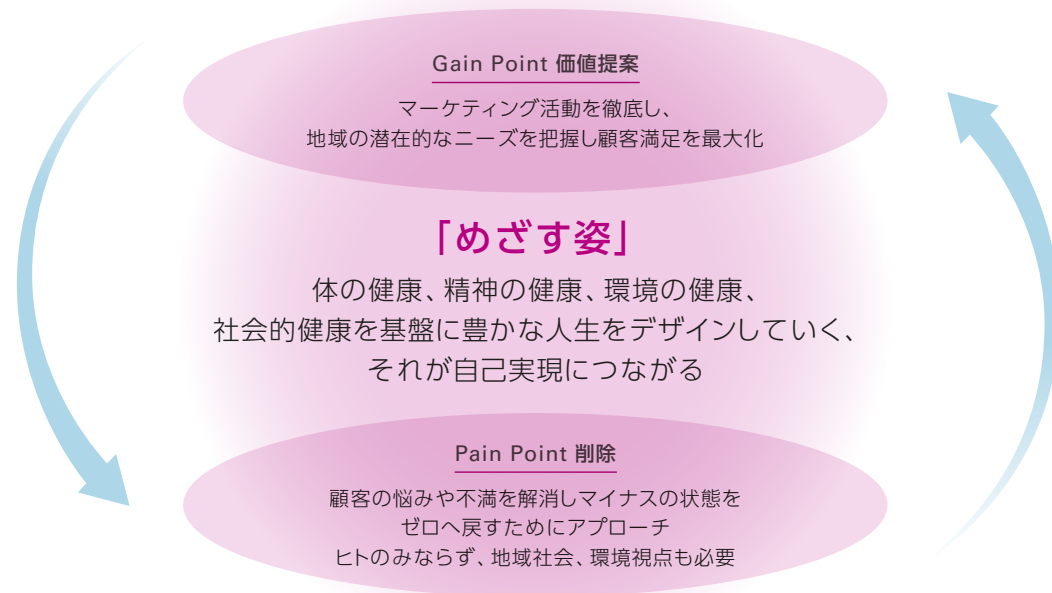 Gain Point 価値提案
マーケティング活動を徹底し、
地域の潜在的なニーズを把握し顧客満足を最大化
「めざす姿」
体の健康、精神の健康、環境の健康、
社会的健康を基盤に豊かな人生をデザインしていく、
それが自己実現につながる
Pain Point 削除
顧客の悩みや不満を解消しマイナスの状態を
ゼロへ戻すためにアプローチ
ヒトのみならず、地域社会、環境視点も必要